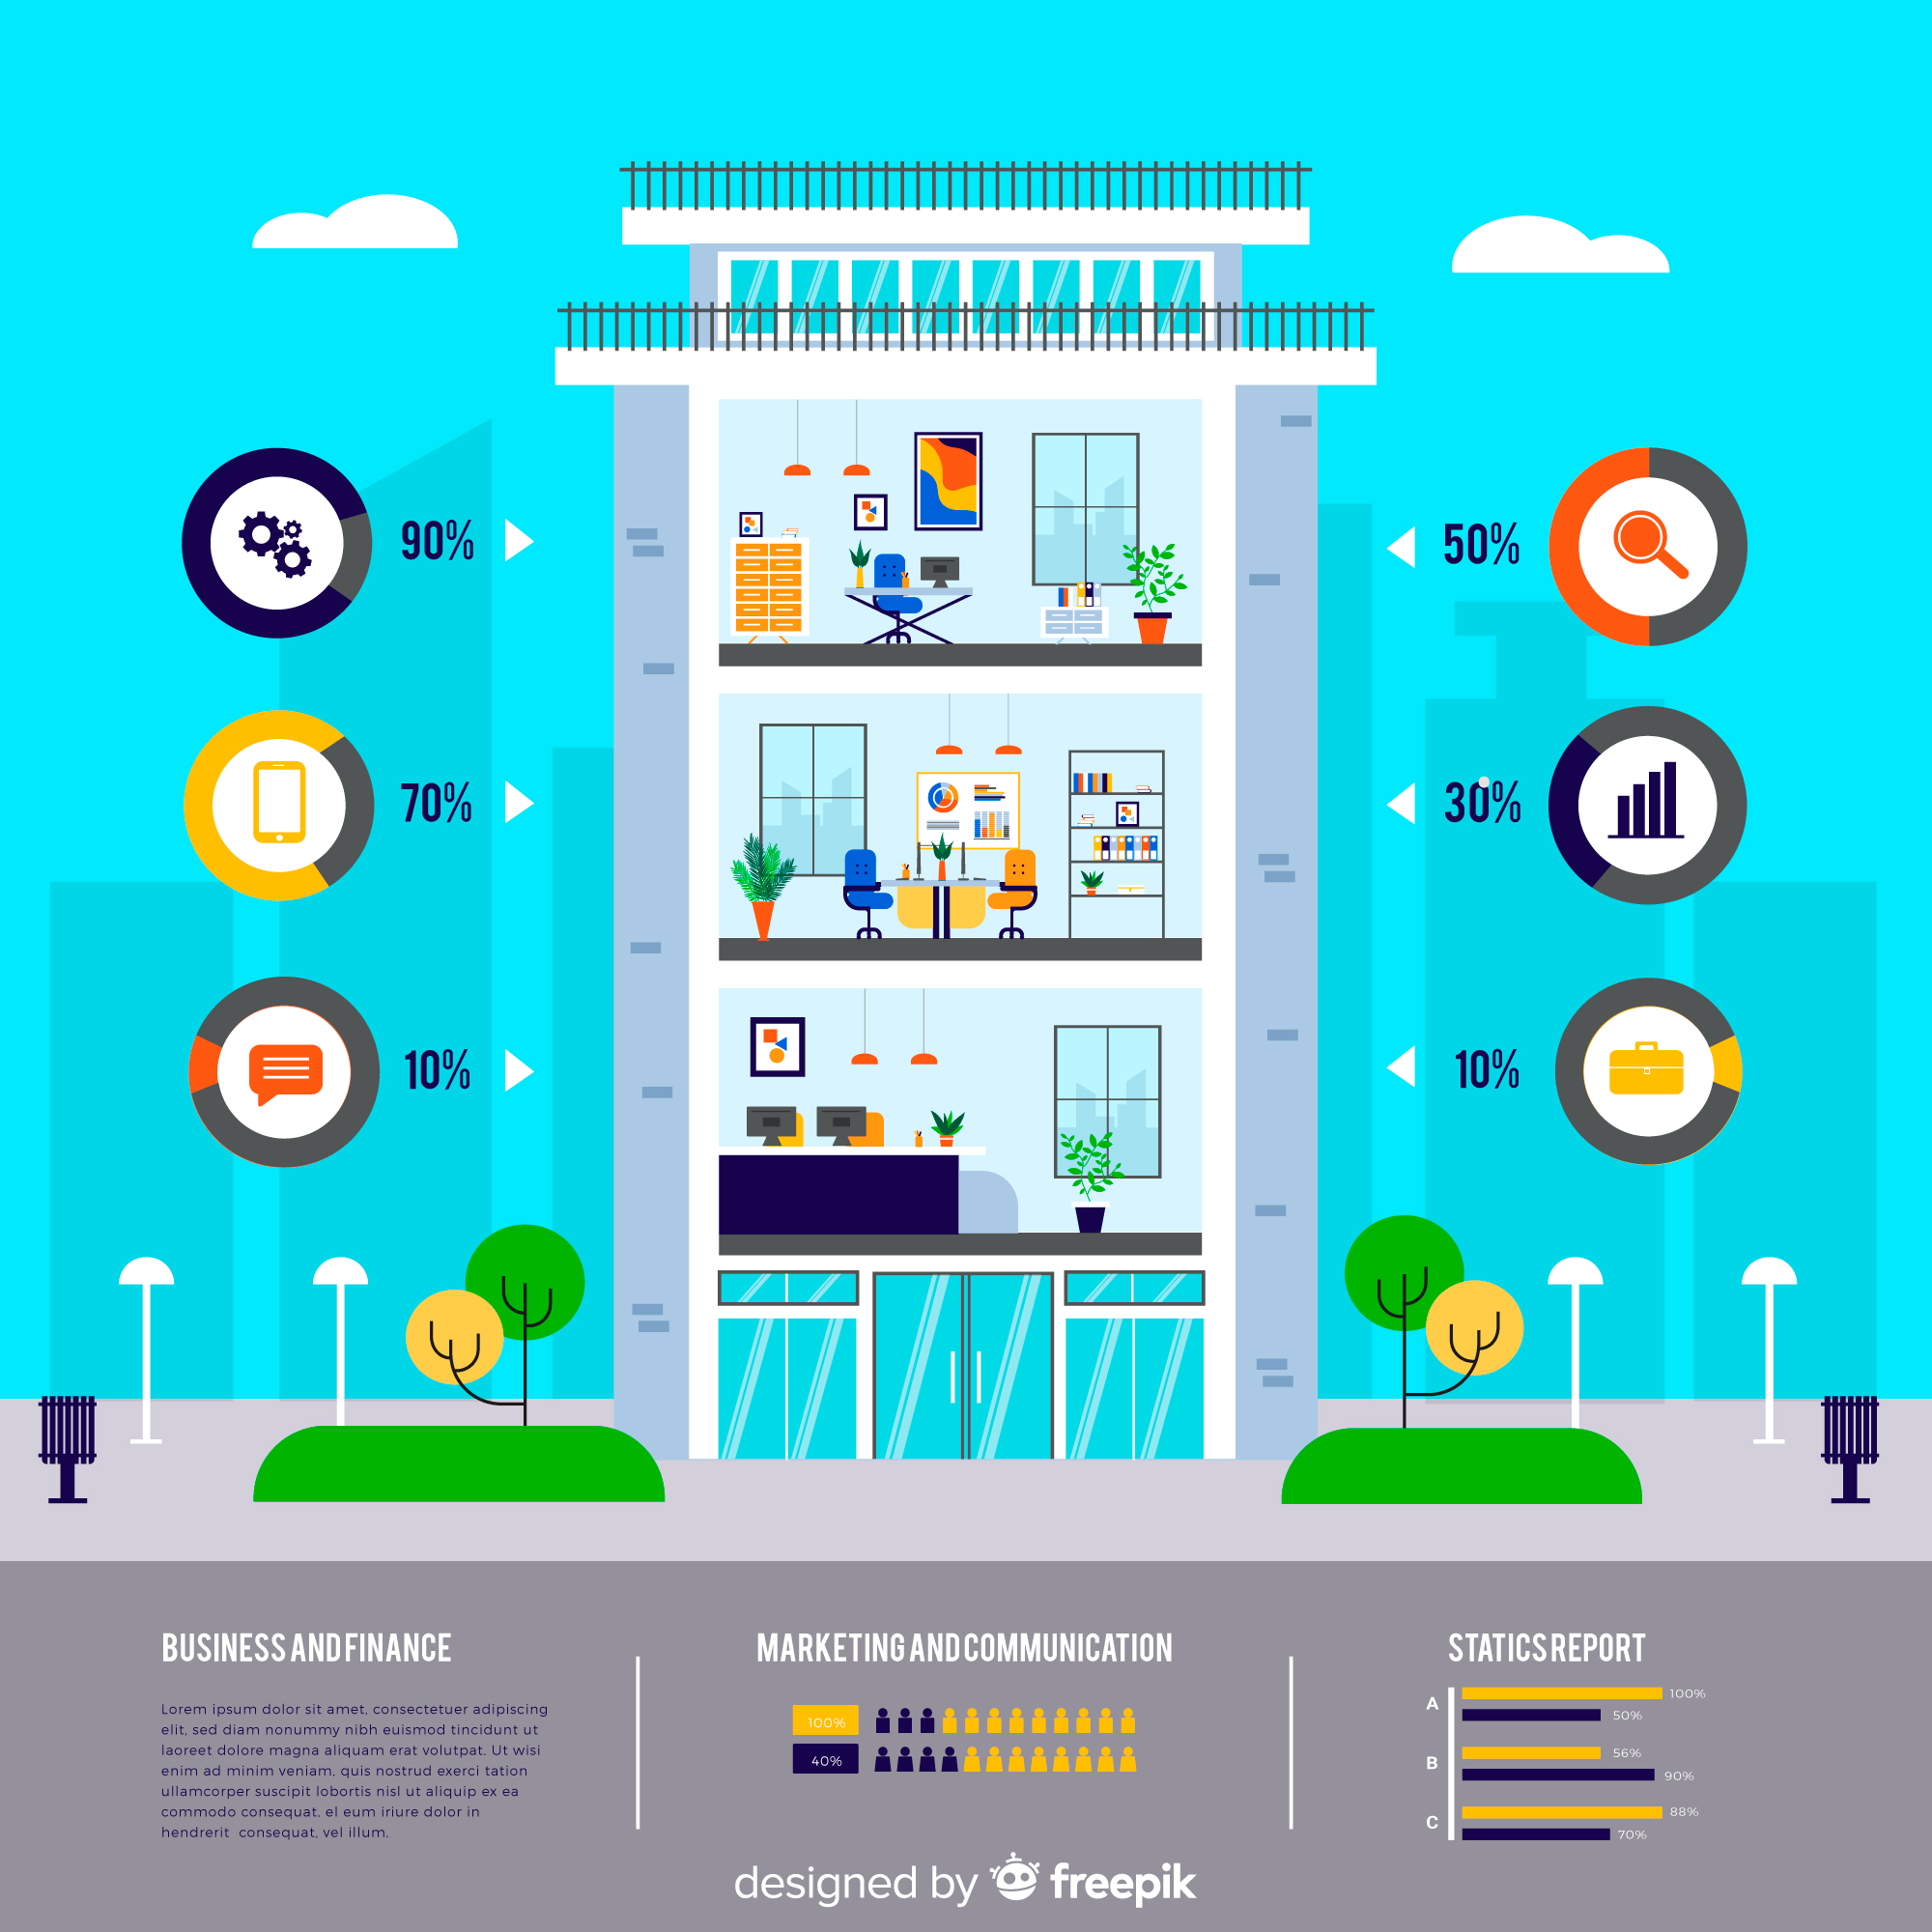 90%
50%
70%
30%
10%
10%
BUSINESS AND FINANCE
Lorem ipsum dolor sit amet, consectetuer adipiscing
elit, sed diam nonummy nibh euismod tincidunt ut
laoreet dolore magna aliquam erat volutpat. Ut wisi
enim ad minim veniam, quis nostrud exerci tation
ullamcorper suscipit lobortis nisl ut aliquip ex ea
commodo consequat. el eum iriure dolor in
hendrerit consequat, vel illum.
MARKETING AND COMMUNICATION
100%
40%
STATICS REPORT
A
100%
50%
B
56%
90%
C
88%
70%
designed by freepik